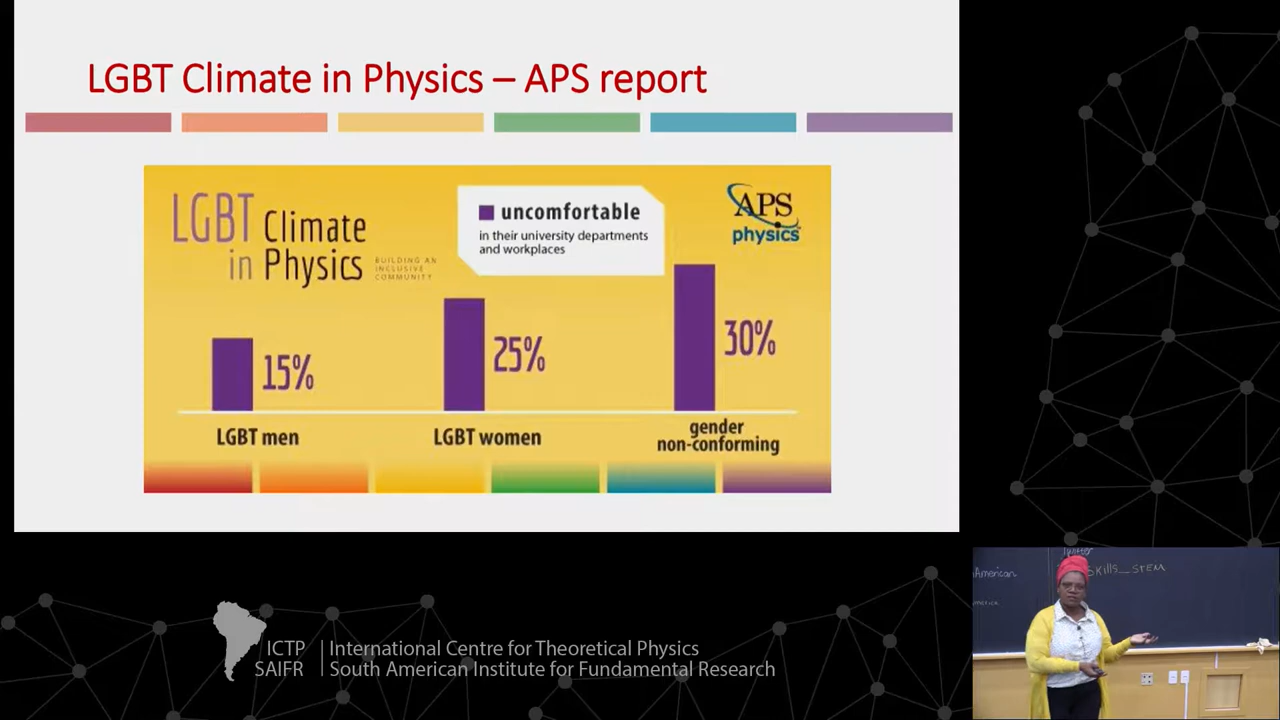 LGBT Climate in Physics – APS report
LGBT Climate
in Physics
BUILDING AN
INCLUSIVE
COMMUNITY
uncomfortable
in their university departments
and workplaces
APS
physics
15%
25%
30%
LGBT men
LGBT women
gender
non-conforming
American
SKills_STEM
ICTP
SAIFR
International Centre for Theoretical Physics
South American Institute for Fundamental Research